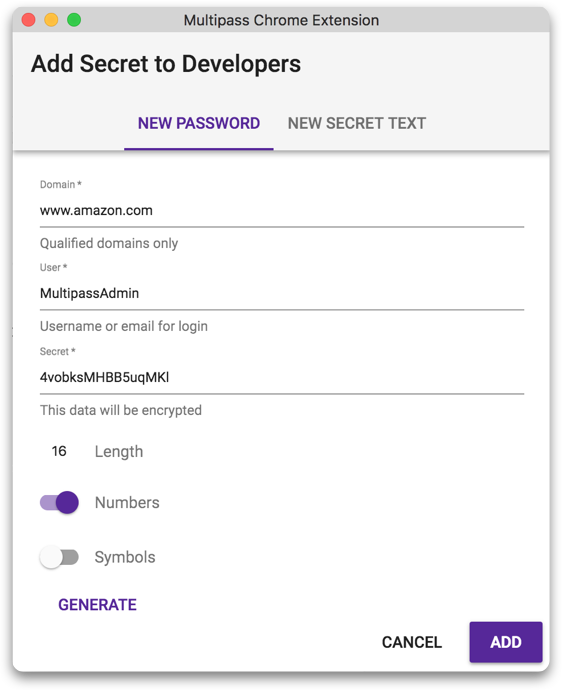 Multipass Chrome Extension
Add Secret to Developers
NEW PASSWORD NEW SECRET TEXT
Domain *
www.amazon.com
Qualified domains only
User *
MultipassAdmin
Username or email for login
Secret *
4vobksMHBB5uqMKl
This data will be encrypted
16 Length
Numbers
Symbols
GENERATE
CANCEL ADD